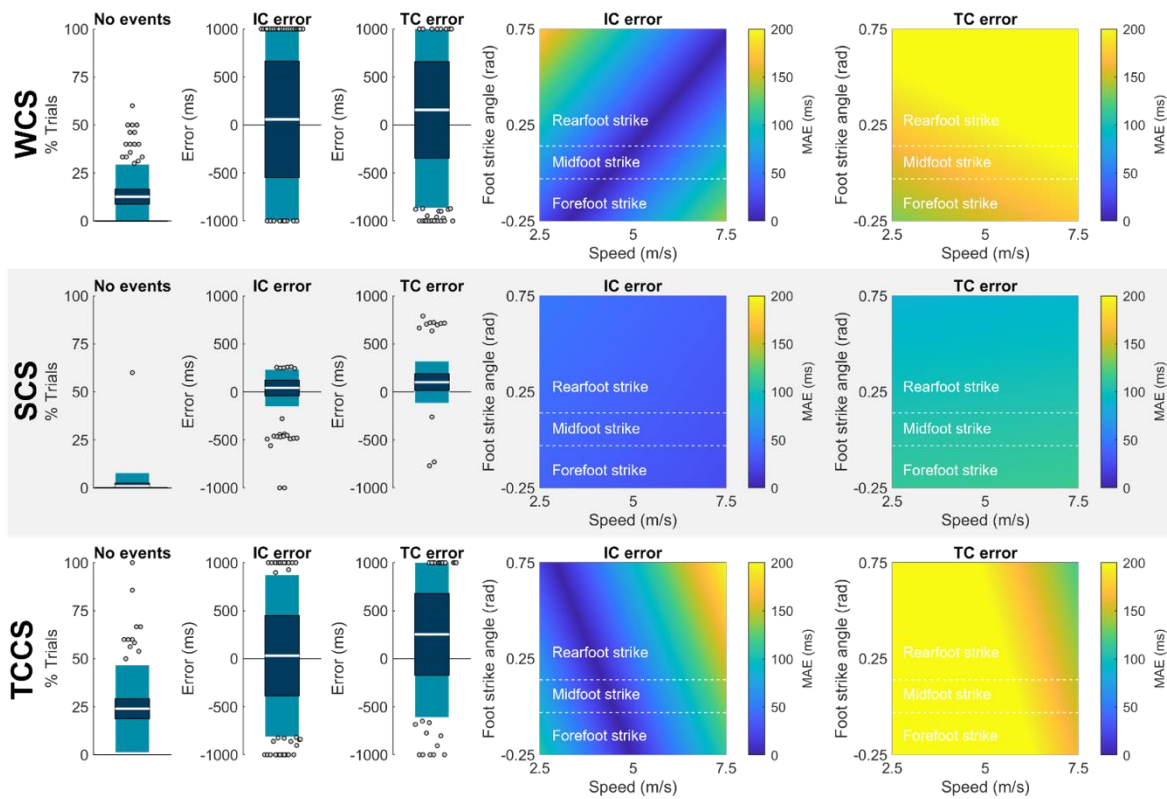 WCS
No events
% Trials
100
75
50
25
0
IC error
Error (ms)
1000
500
0
-500
-1000
TC error
Error (ms)
1000
500
0
-500
-1000
IC error
Foot strike angle (rad)
0.75
0.25
-0.25
Rearfoot strike
Midfoot strike
Forefoot strike
2.5 5 7.5
Speed (m/s)
200
150
100
50
0
MAE (ms)
TC error
Foot strike angle (rad)
0.75
0.25
-0.25
Rearfoot strike
Midfoot strike
Forefoot strike
2.5 5 7.5
Speed (m/s)
200
150
100
50
0
MAE (ms)
SCS
No events
% Trials
100
75
50
25
0
IC error
Error (ms)
1000
500
0
-500
-1000
TC error
Error (ms)
1000
500
0
-500
-1000
IC error
Foot strike angle (rad)
0.75
0.25
-0.25
Rearfoot strike
Midfoot strike
Forefoot strike
2.5 5 7.5
Speed (m/s)
200
150
100
50
0
MAE (ms)
TC error
Foot strike angle (rad)
0.75
0.25
-0.25
Rearfoot strike
Midfoot strike
Forefoot strike
2.5 5 7.5
Speed (m/s)
200
150
100
50
0
MAE (ms)
TCCS
No events
% Trials
100
75
50
25
0
IC error
Error (ms)
1000
500
0
-500
-1000
TC error
Error (ms)
1000
500
0
-500
-1000
IC error
Foot strike angle (rad)
0.75
0.25
-0.25
Rearfoot strike
Midfoot strike
Forefoot strike
2.5 5 7.5
Speed (m/s)
200
150
100
50
0
MAE (ms)
TC error
Foot strike angle (rad)
0.75
0.25
-0.25
Rearfoot strike
Midfoot strike
Forefoot strike
2.5 5 7.5
Speed (m/s)
200
150
100
50
0
MAE (ms)